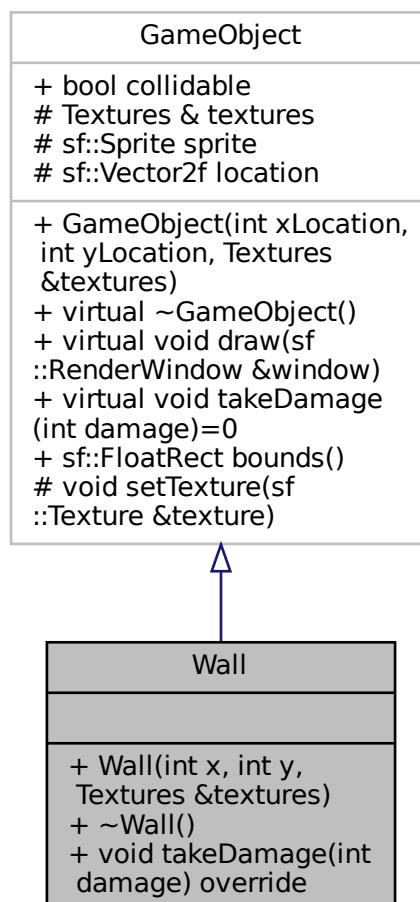 GameObject
+ bool collidable
# Textures & textures
# sf::Sprite sprite
# sf::Vector2f location
+ GameObject(int xLocation,
int yLocation, Textures
&textures)
+ virtual ~GameObject()
+ virtual void draw(sf
::RenderWindow &window)
+ virtual void takeDamage
(int damage)=0
+ sf::FloatRect bounds()
# void setTexture(sf
::Texture &texture)
Wall
+ Wall(int x, int y,
Textures &textures)
+ ~Wall()
+ void takeDamage(int
damage) override